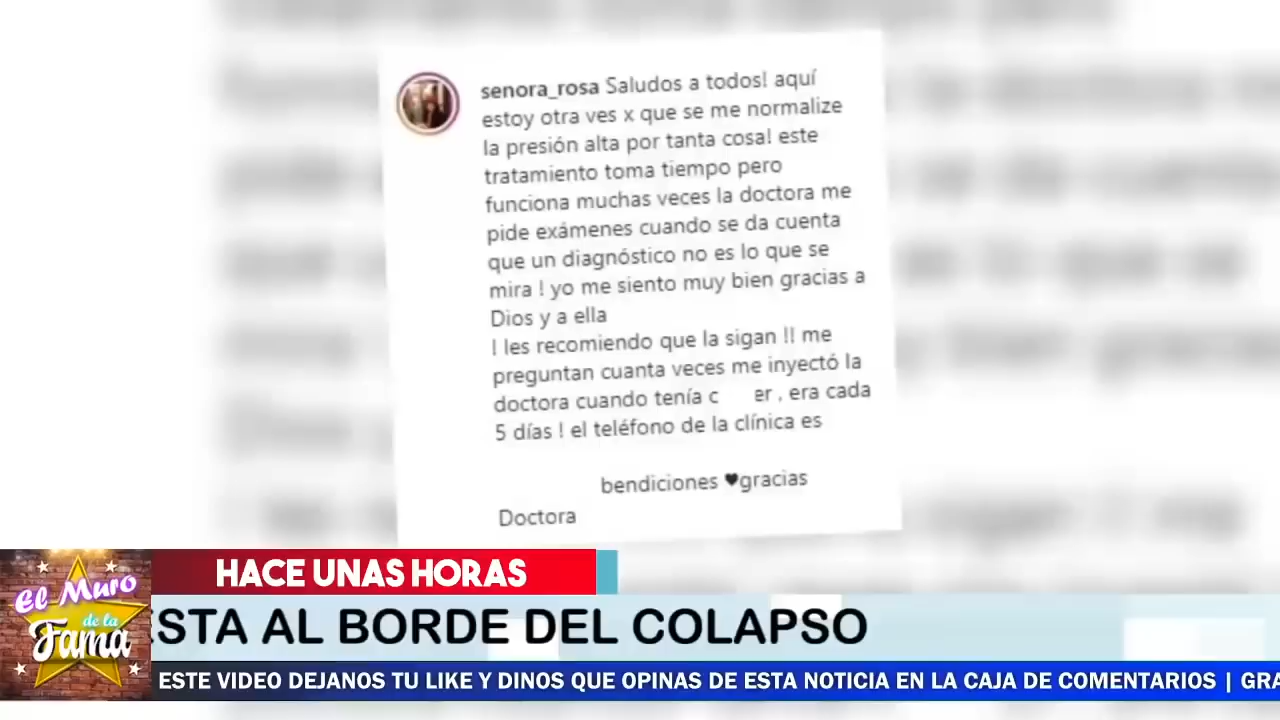 senora_rosa Saludos a todos! aquí
estoy otra ves x que se me normalize
la presión alta por tanta cosa! este
tratamiento toma tiempo pero
funciona muchas veces la doctora me
pide exámenes cuando se da cuenta
que un diagnóstico no es lo que se
mira ! yo me siento muy bien gracias a
Dios y a ella
! les recomiendo que la sigan !! me
preguntan cuanta veces me inyectó la
doctora cuando tenía c er , era cada
5 días ! el teléfono de la clínica es
bendiciones ♥gracias
Doctora
HACE UNAS HORAS
STA AL BORDE DEL COLAPSO
El Muro
de la
Fama
ESTE VIDEO DEJANOS TU LIKE Y DINOS QUE OPINAS DE ESTA NOTICIA EN LA CAJA DE COMENTARIOS | GRA